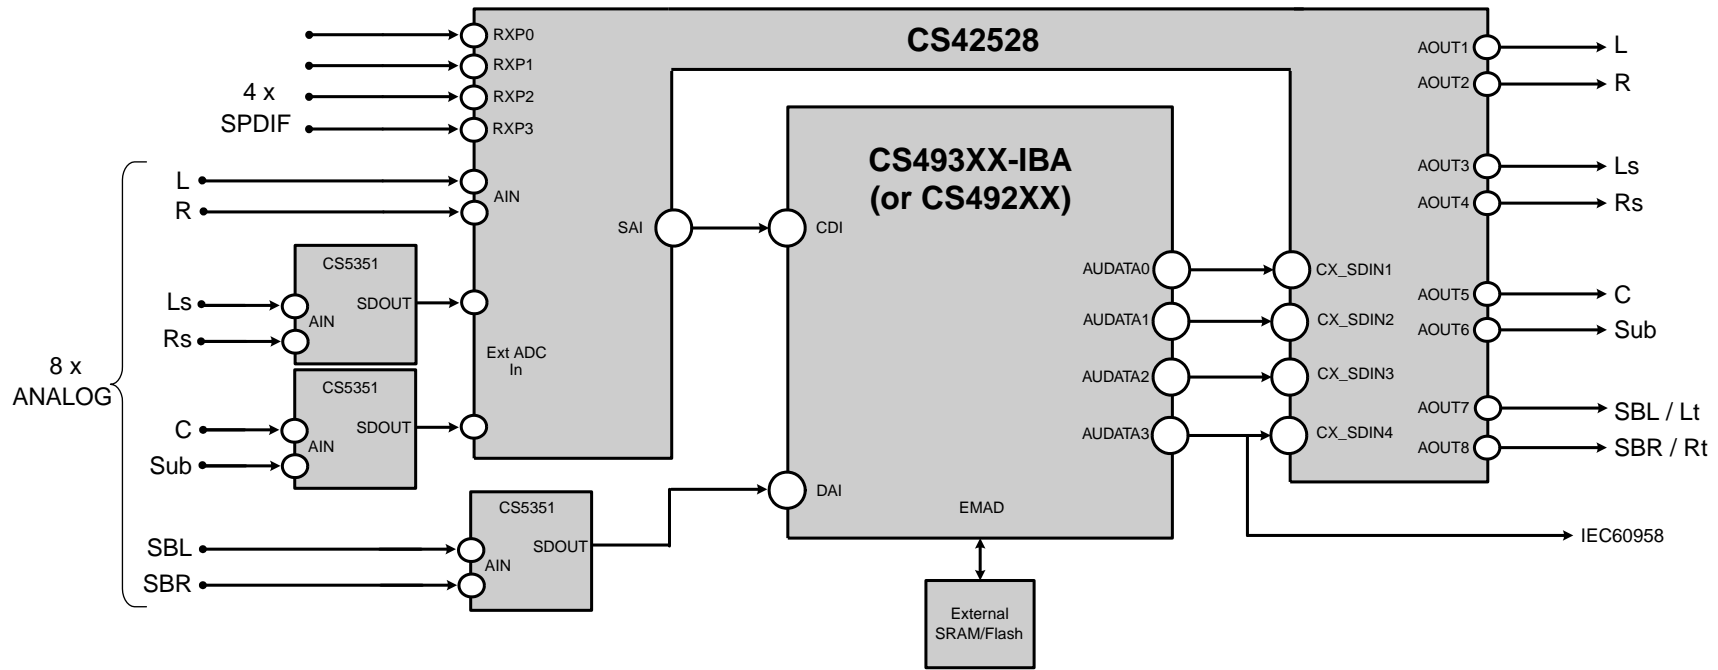 CS42528
RXP0
RXP1
RXP2
RXP3
4 x
SPDIF
L
R
AIN
8 x
ANALOG
Ls
Rs
CS5351
AIN
SDOUT
C
Sub
CS5351
AIN
SDOUT
Ext ADC
In
SBL
SBR
CS5351
AIN
SDOUT
SAI
CS493XX-IBA
(or CS492XX)
CDI
DAI
AUDATA0
AUDATA1
AUDATA2
AUDATA3
EMAD
External
SRAM/Flash
CX_SDIN1
CX_SDIN2
CX_SDIN3
CX_SDIN4
AOUT1
L
AOUT2
R
AOUT3
Ls
AOUT4
Rs
AOUT5
C
AOUT6
Sub
AOUT7
SBL / Lt
AOUT8
SBR / Rt
IEC60958